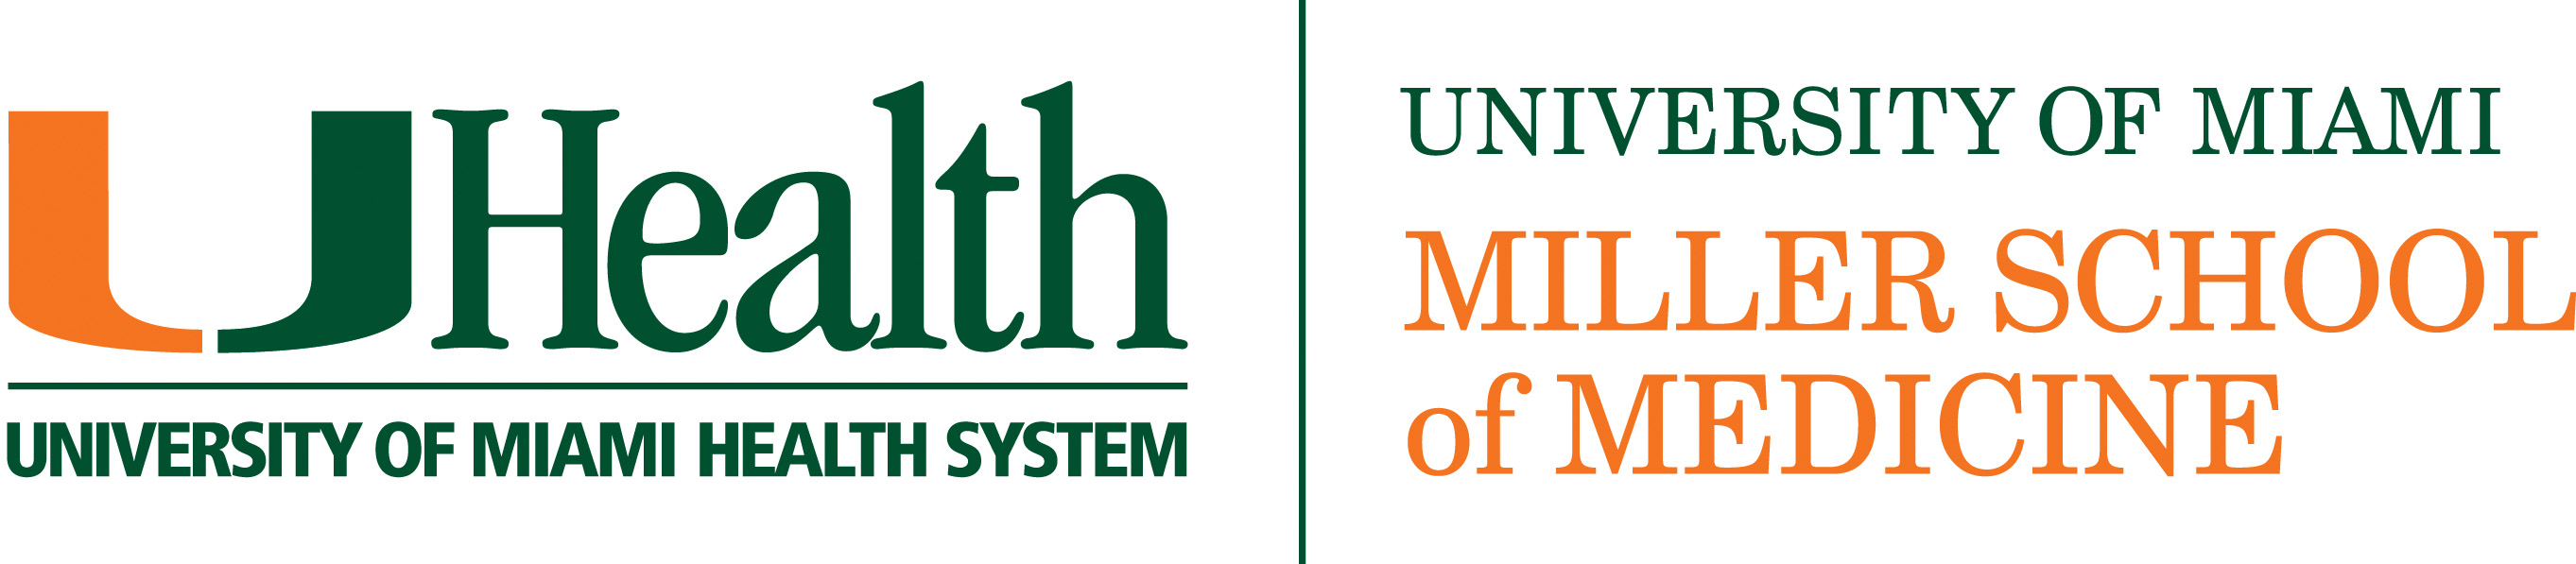 UHealth
UNIVERSITY OF MIAMI HEALTH SYSTEM
UNIVERSITY OF MIAMI
MILLER SCHOOL
of MEDICINE